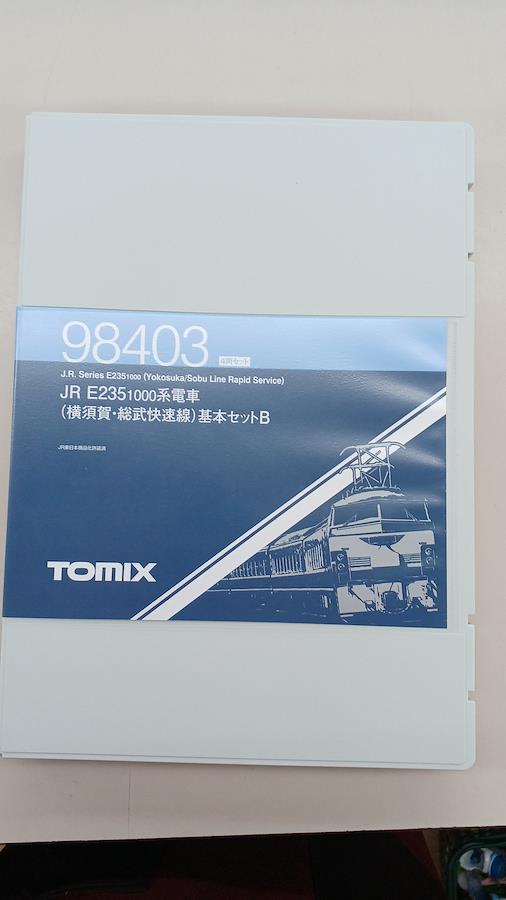 98403 4両セット
J.R. Series E2351000 (Yokosuka/Sobu Line Rapid Service)
JR E2351000系電車
(横須賀・総武快速線)基本セットB
JR東日本商品化許諾済
TOMIX